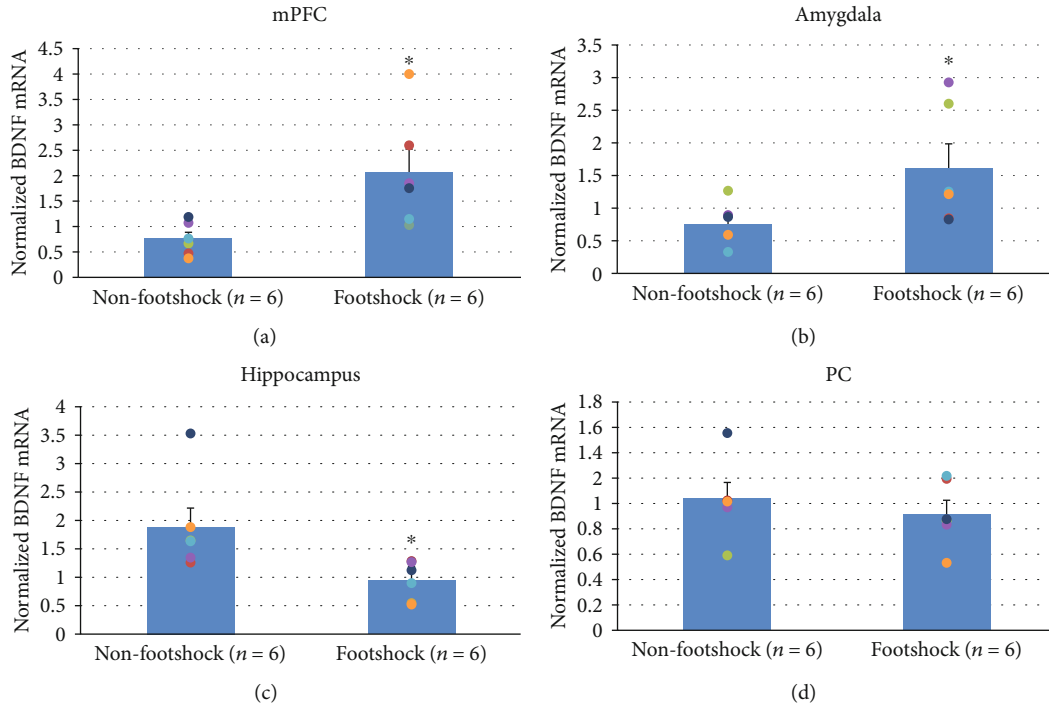 mPFC
Normalized BDNF mRNA
4.5
4
3.5
3
2.5
2
1.5
1
0.5
0
*
Non-footshock (n = 6)
Footshock (n = 6)
(a)
Amygdala
Normalized BDNF mRNA
3.5
3
2.5
2
1.5
1
0.5
0
*
Non-footshock (n = 6)
Footshock (n = 6)
(b)
Hippocampus
Normalized BDNF mRNA
4
3.5
3
2.5
2
1.5
1
0.5
0
*
Non-footshock (n = 6)
Footshock (n = 6)
(c)
PC
Normalized BDNF mRNA
1.8
1.6
1.4
2
1
0.8
0.6
0.4
0.2
0
Non-footshock (n = 6)
Footshock (n = 6)
(d)